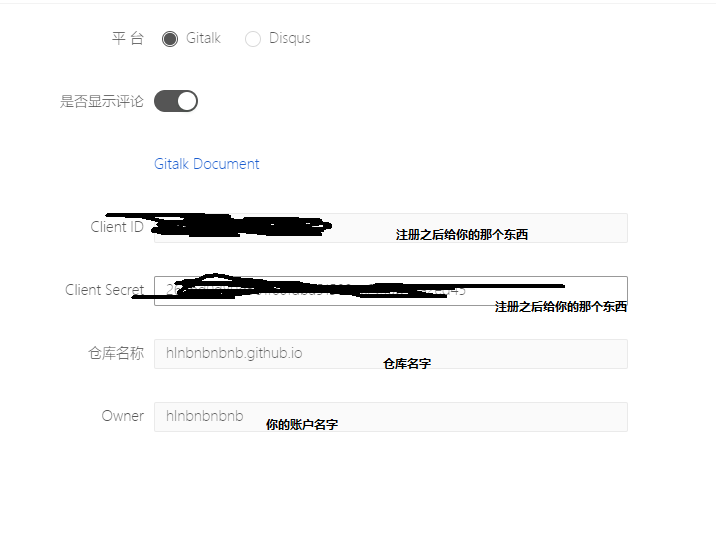 平 台 Gitalk Disqus
是否显示评论
Gitalk Document
Client ID 注册之后给你的那个东西
Client Secret
注册之后给你的那个东西
仓库名称 hlnbnbnbnb.github.io 仓库名字
Owner hlnbnbnbnb 你的账户名字